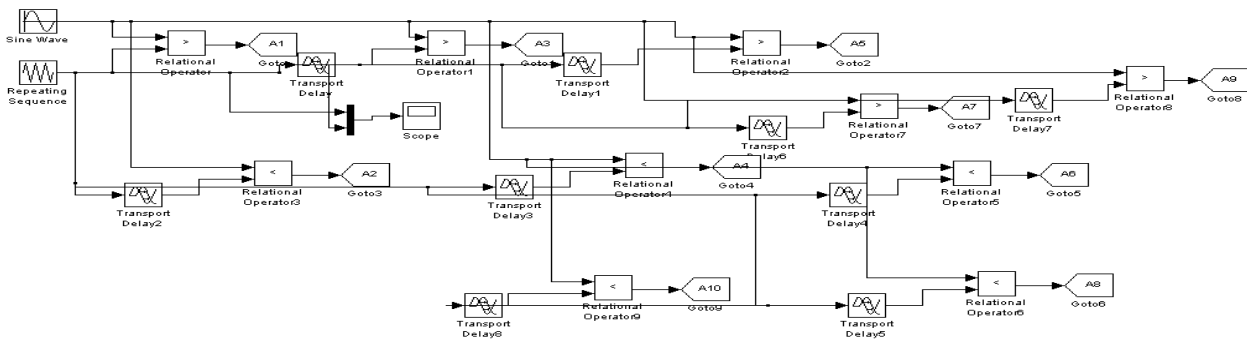 Sine Wave
Repeating
Sequence
>
Relational
Operator
A1
Goto
Transport
Delay
Scope
>
Relational
Operator1
A3
Transport
Delay1
>
Relational
Operator2
A5
Goto2
>
Relational
Operator7
A7
Goto7
Transport
Delay6
Transport
Delay7
>
Relational
Operator8
A9
Goto8
Transport
Delay2
<
Relational
Operator3
A2
Goto3
Transport
Delay3
<
Relational
Operator4
A4
Goto4
Transport
Delay4
<
Relational
Operator5
A6
Goto5
Transport
Delay8
<
Relational
Operator9
A10
Goto9
Transport
Delay5
<
Relational
Operator6
A8
Goto6